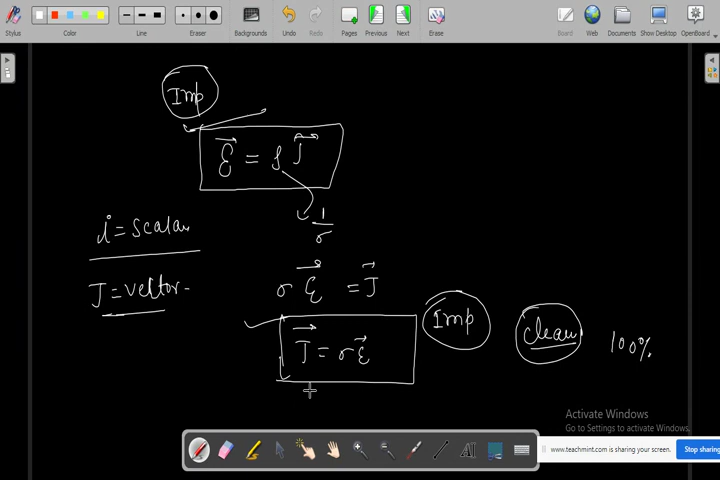 Stylus
Color
Line
Eraser
Backgrounds
Undo
Redo
Pages
Previous
Next
Erase
Board
Web
Documents
Show Desktop
OpenBoard
Imp
ℰ⃗ = ρ J⃗
1/σ
i = scalar
J = vector
σ ℰ⃗ = J⃗
J⃗ = σ ℰ⃗
Imp
Clear
100%
Activate Windows
Go to Settings to activate Windows.
www.teachmint.com is sharing your screen.
Stop sharing